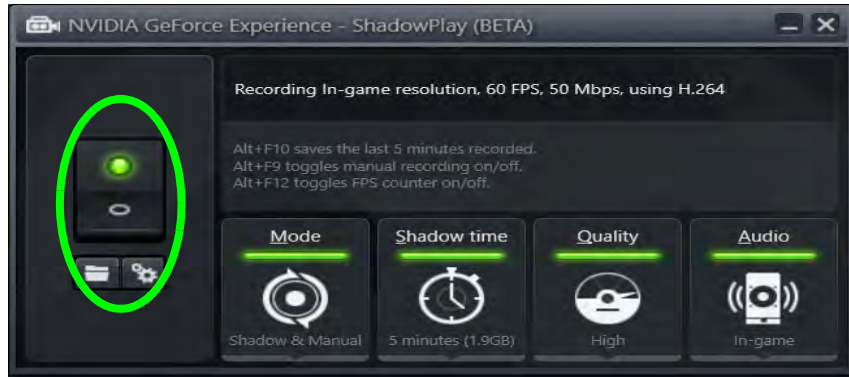 NVIDIA GeForce Experience - ShadowPlay (BETA)
Recording In-game resolution, 60 FPS, 50 Mbps, using H.264
Alt+F10 saves the last 5 minutes recorded.
Alt+F9 toggles manual recording on/off.
Alt+F12 toggles FPS counter on/off.
Mode Shadow time Quality Audio
Shadow & Manual 5 minutes (1.9GB) High In-game